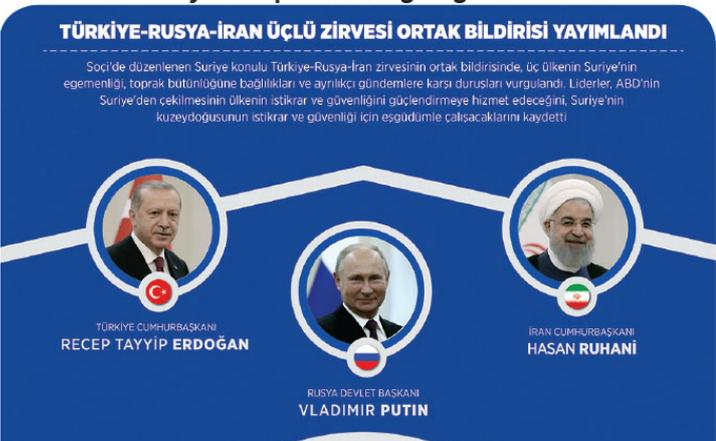 TÜRKİYE-RUSYA-İRAN ÜÇLÜ ZİRVESİ ORTAK BİLDİRİSİ YAYIMLANDI
Soçi'de düzenlenen Suriye konulu Türkiye-Rusya-İran zirvesinin ortak bildirisinde, üç ülkenin Suriye'nin
egemenliği, toprak bütünlüğüne bağlılıkları ve ayrılıkçı gündemlere karşı duruşları vurgulandı. Liderler, ABD'nin
Suriye'den çekilmesinin ülkenin istikrar ve güvenliğini güçlendirmeye hizmet edeceğini, Suriye'nin
kuzeydoğusunun istikrar ve güvenliği için eşgüdümle çalışacaklarını kaydetti
TÜRKİYE CUMHURBAŞKANI
RECEP TAYYİP ERDOĞAN
İRAN CUMHURBAŞKANI
HASAN RUHANİ
RUSYA DEVLET BAŞKANI
VLADIMIR PUTIN